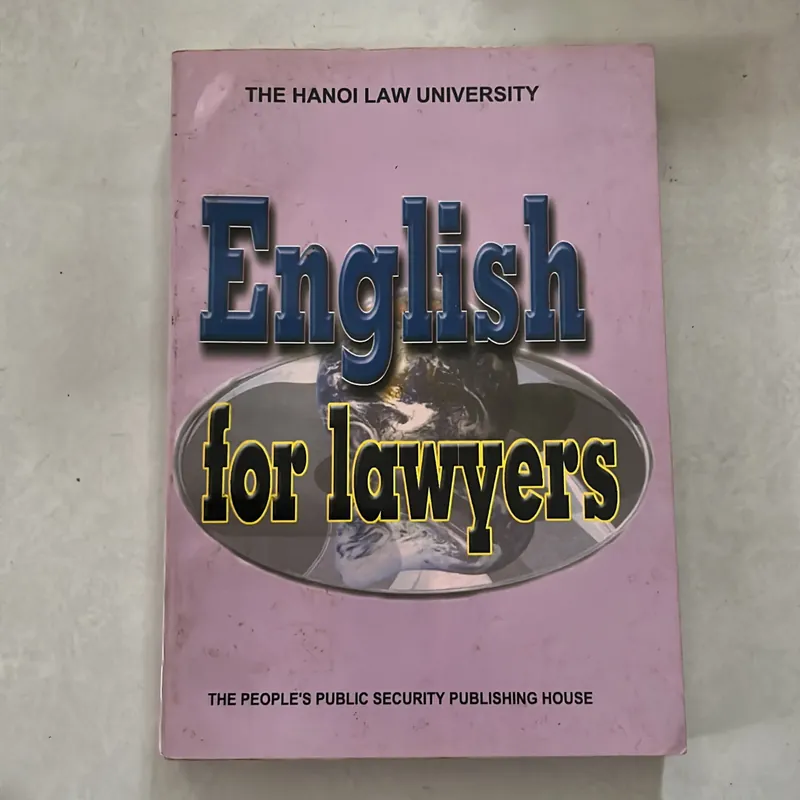 THE HANOI LAW UNIVERSITY
English
for lawyers
THE PEOPLE'S PUBLIC SECURITY PUBLISHING HOUSE